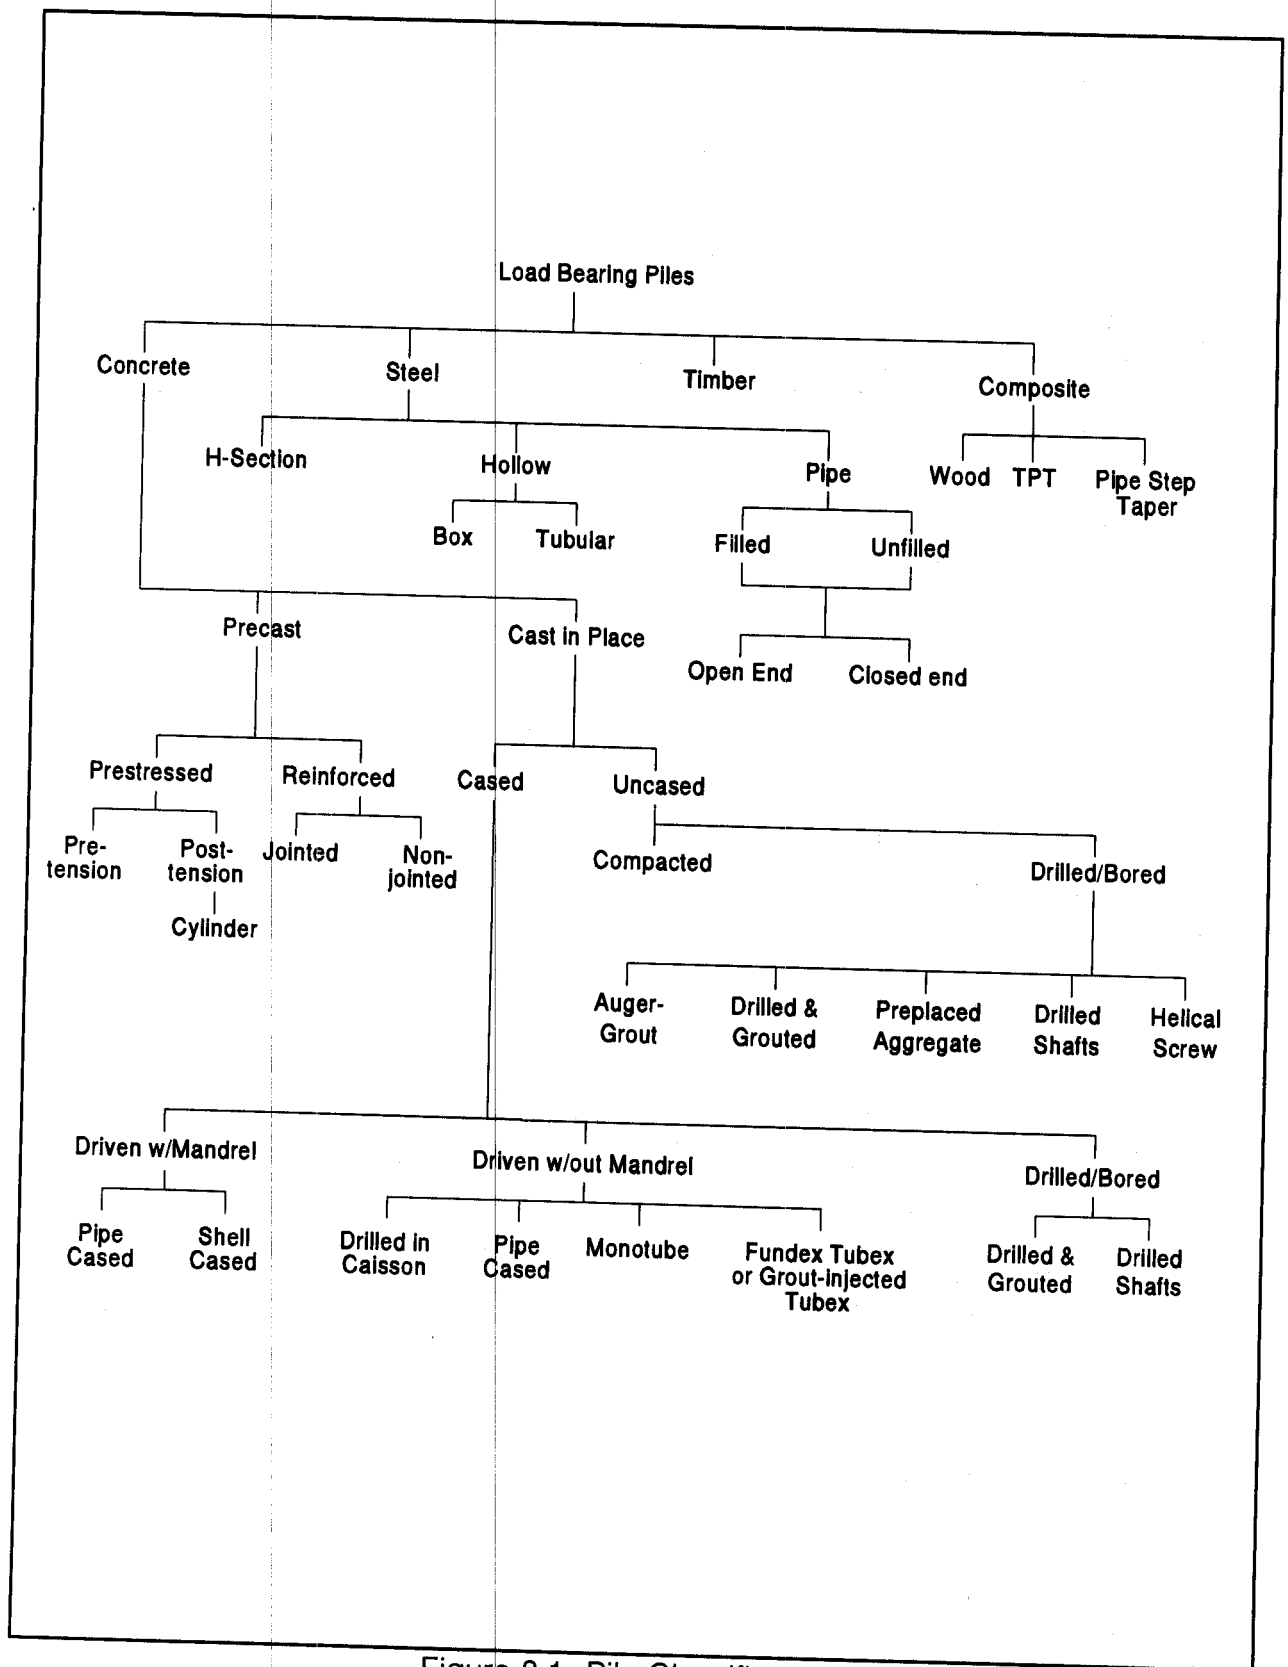 Load Bearing Piles
Concrete
Steel
Timber
Composite
H-Section
Hollow
Pipe
Wood
TPT
Pipe Step
Taper
Box
Tubular
Filled
Unfilled
Precast
Cast in Place
Open End
Closed end
Prestressed
Reinforced
Cased
Uncased
Pre-
tension
Post-
tension
Jointed
Non-
jointed
Compacted
Drilled/Bored
Cylinder
Auger-
Grout
Drilled &
Grouted
Preplaced
Aggregate
Drilled
Shafts
Helical
Screw
Driven w/Mandrel
Driven w/out Mandrel
Drilled/Bored
Pipe
Cased
Shell
Cased
Drilled in
Caisson
Pipe
Cased
Monotube
Fundex Tubex
or Grout-injected
Tubex
Drilled &
Grouted
Drilled
Shafts